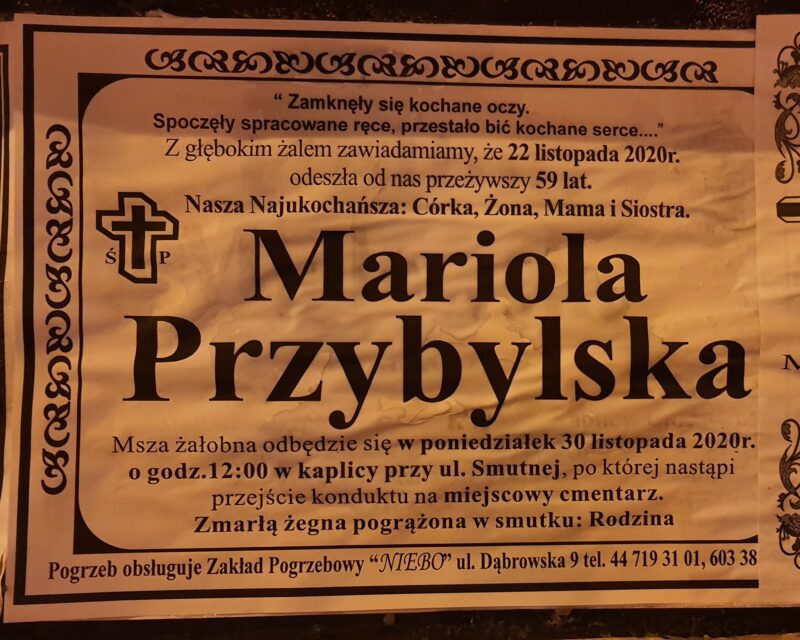 “ Zamknęły się kochane oczy.
Spoczęły spracowane ręce, przestało bić kochane serce....”
Z głębokim żalem zawiadamiamy, że 22 listopada 2020r.
odeszła od nas przeżywszy 59 lat.
Nasza Najukochańsza: Córka, Żona, Mama i Siostra.
Ś P
Mariola
Przybylska
Msza żałobna odbędzie się w poniedziałek 30 listopada 2020r.
o godz.12:00 w kaplicy przy ul. Smutnej, po której nastąpi
przejście konduktu na miejscowy cmentarz.
Zmarłą żegna pogrążona w smutku: Rodzina
Pogrzeb obsługuje Zakład Pogrzebowy “NIEBO” ul. Dąbrowska 9 tel. 44 719 31 01, 603 38